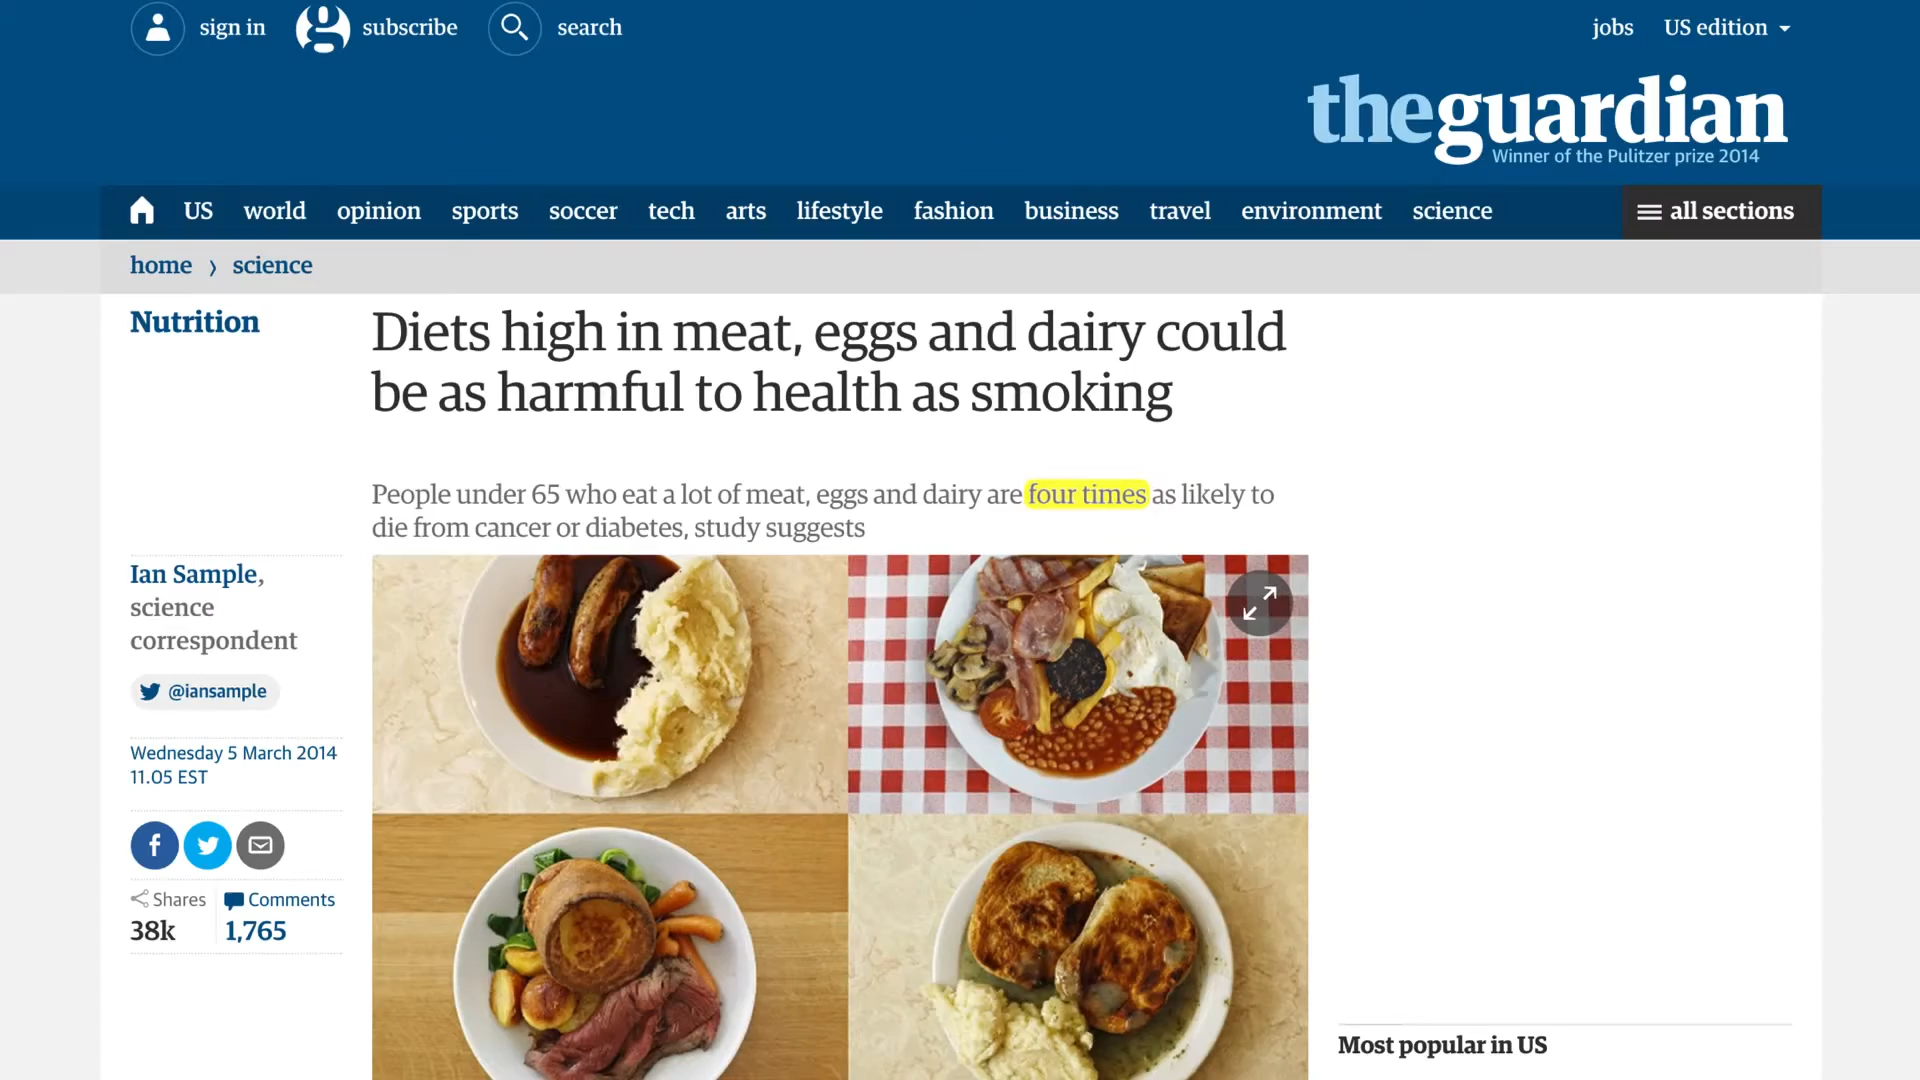 sign in
subscribe
search
jobs
US edition
theguardian
Winner of the Pulitzer prize 2014
US world opinion sports soccer tech arts lifestyle fashion business travel environment science
all sections
home › science
Nutrition
Diets high in meat, eggs and dairy could
be as harmful to health as smoking
People under 65 who eat a lot of meat, eggs and dairy are four times as likely to
die from cancer or diabetes, study suggests
Ian Sample,
science
correspondent
@iansample
Wednesday 5 March 2014
11.05 EST
Shares
38k
Comments
1,765
Most popular in US